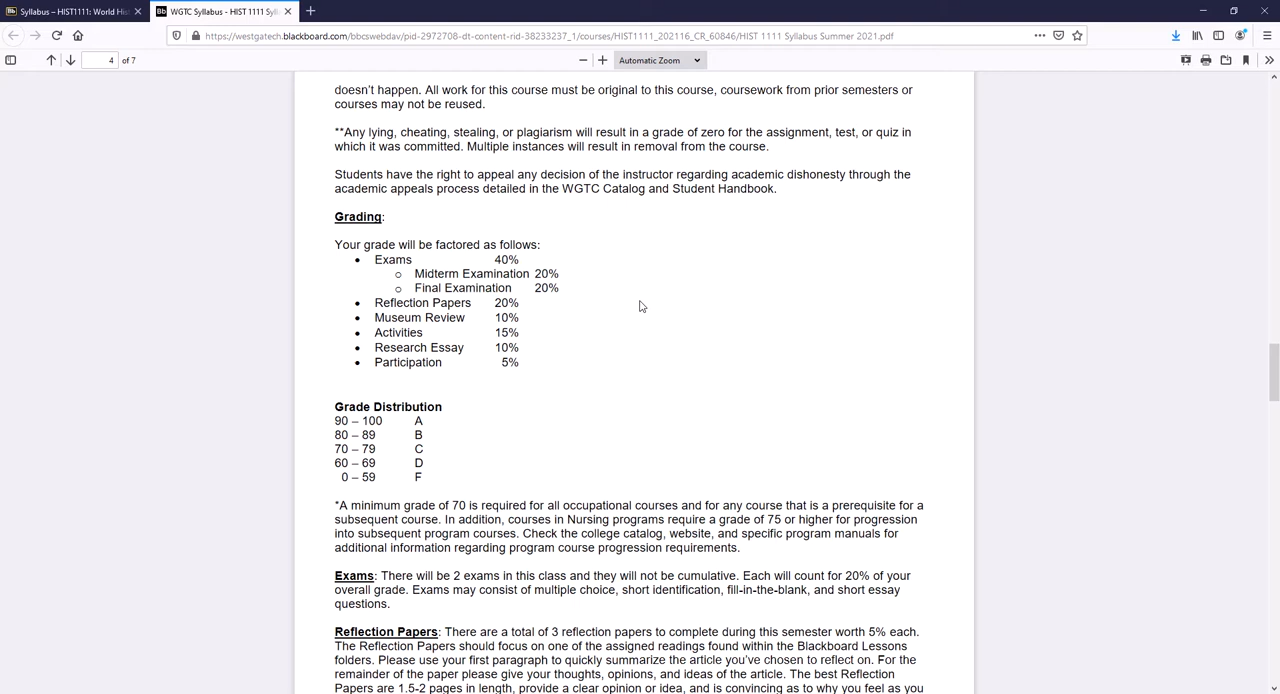 Syllabus – HIST1111: World His
WGTC Syllabus - HIST 1111 Syl
https://westgatech.blackboard.com/bbcswebdav/pid-2972708-dt-content-rid-38233237_1/courses/HIST1111_202116_CR_60846/HIST 1111 Syllabus Summer 2021.pdf
4 of 7
Automatic Zoom
doesn't happen. All work for this course must be original to this course, coursework from prior semesters or
courses may not be reused.
**Any lying, cheating, stealing, or plagiarism will result in a grade of zero for the assignment, test, or quiz in
which it was committed. Multiple instances will result in removal from the course.
Students have the right to appeal any decision of the instructor regarding academic dishonesty through the
academic appeals process detailed in the WGTC Catalog and Student Handbook.
Grading:
Your grade will be factored as follows:
• Exams 40%
o Midterm Examination 20%
o Final Examination 20%
• Reflection Papers 20%
• Museum Review 10%
• Activities 15%
• Research Essay 10%
• Participation 5%
Grade Distribution
90 – 100 A
80 – 89 B
70 – 79 C
60 – 69 D
0 – 59 F
*A minimum grade of 70 is required for all occupational courses and for any course that is a prerequisite for a
subsequent course. In addition, courses in Nursing programs require a grade of 75 or higher for progression
into subsequent program courses. Check the college catalog, website, and specific program manuals for
additional information regarding program course progression requirements.
Exams: There will be 2 exams in this class and they will not be cumulative. Each will count for 20% of your
overall grade. Exams may consist of multiple choice, short identification, fill-in-the-blank, and short essay
questions.
Reflection Papers: There are a total of 3 reflection papers to complete during this semester worth 5% each.
The Reflection Papers should focus on one of the assigned readings found within the Blackboard Lessons
folders. Please use your first paragraph to quickly summarize the article you've chosen to reflect on. For the
remainder of the paper please give your thoughts, opinions, and ideas of the article. The best Reflection
Papers are 1.5-2 pages in length, provide a clear opinion or idea, and is convincing as to why you feel as you